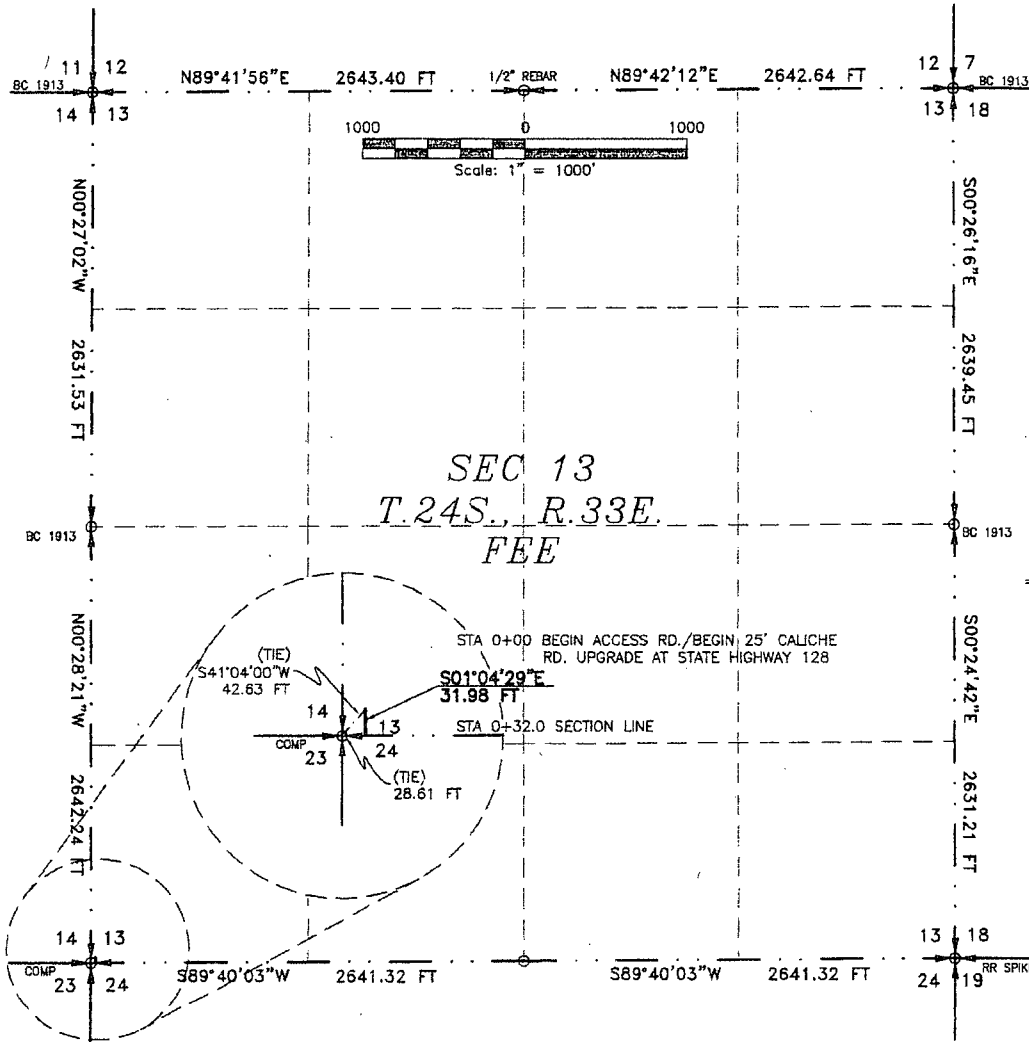 11 12
BC 1913
14 13
N89°41'56"E 2643.40 FT
1/2" REBAR
N89°42'12"E 2642.64 FT
12 7
BC 1913
13 18
1000 0 1000
Scale: 1" = 1000'
N00°27'02"W 2631.53 FT
S00°26'16"E 2639.45 FT
SEC 13
T.24S., R.33E.
FEE
BC 1913
BC 1913
STA 0+00 BEGIN ACCESS RD./BEGIN 25' CALICHE
RD. UPGRADE AT STATE HIGHWAY 128
(TIE)
S41°04'00"W
42.63 FT
S01°04'29"E
31.98 FT
14 13
STA 0+32.0 SECTION LINE
COMP
23 24
(TIE)
28.61 FT
N00°28'21"W 2642.24 FT
S00°24'42"E 2631.21 FT
14 13
COMP
23 24
S89°40'03"W 2641.32 FT
S89°40'03"W 2641.32 FT
13 18
RR SPIK
24 19